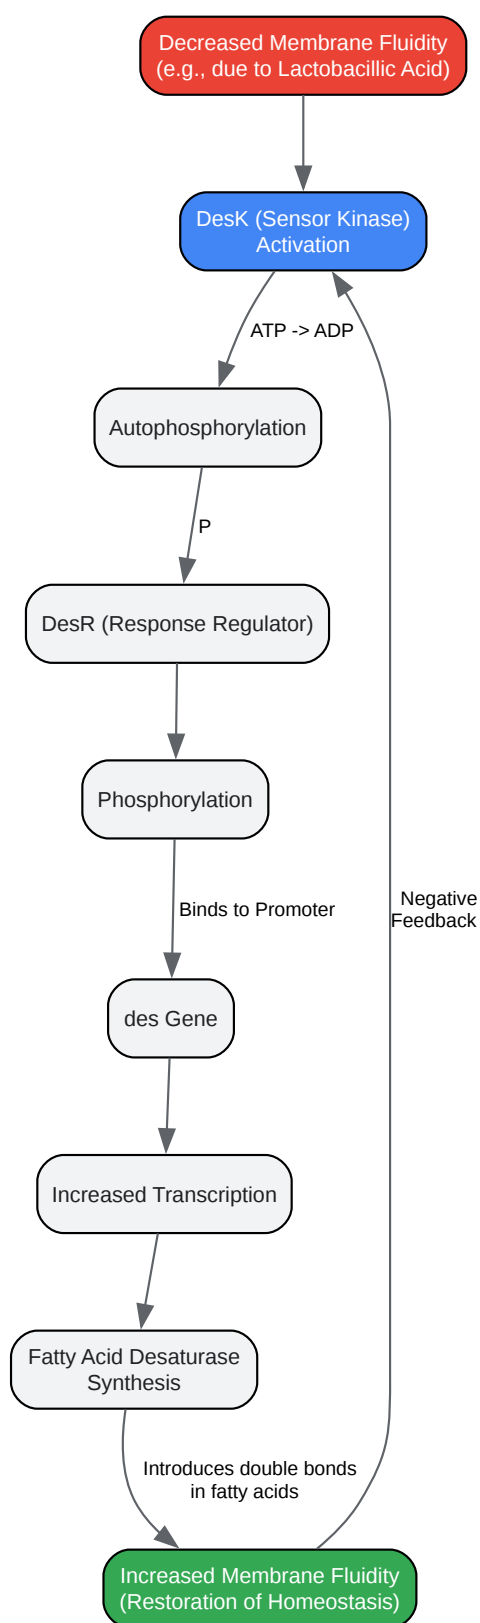 Decreased Membrane Fluidity
(e.g., due to Lactobacillic Acid)
DesK (Sensor Kinase)
Activation
ATP -> ADP
Autophosphorylation
P
DesR (Response Regulator)
Phosphorylation
Binds to Promoter
Negative
Feedback
des Gene
Increased Transcription
Fatty Acid Desaturase
Synthesis
Introduces double bonds
in fatty acids
Increased Membrane Fluidity
(Restoration of Homeostasis)